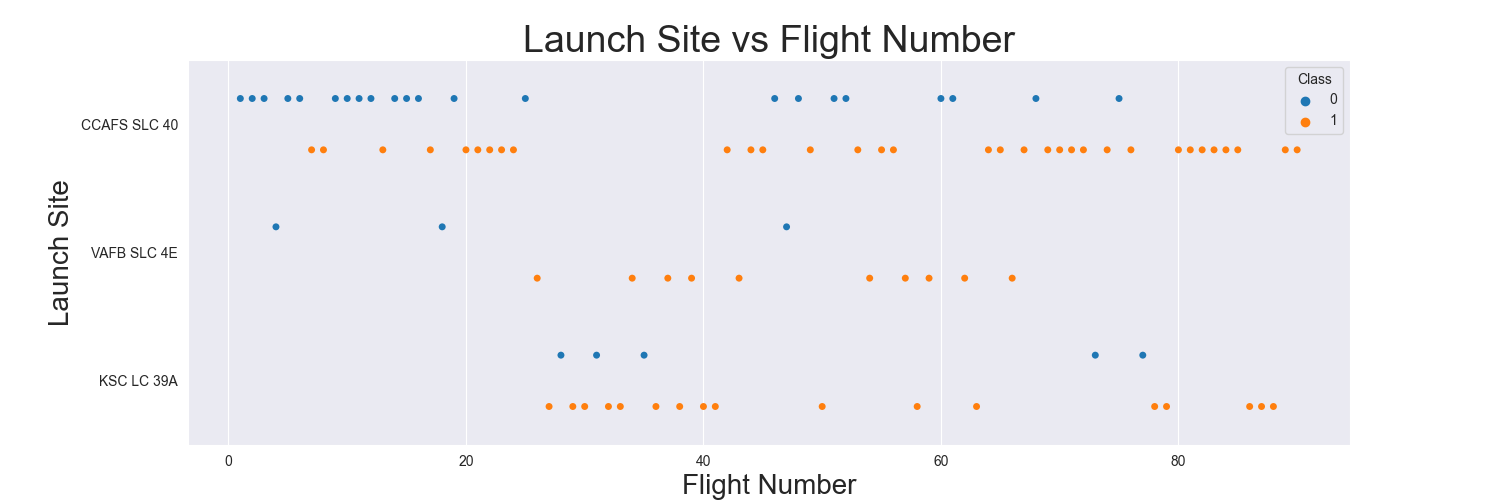 Launch Site vs Flight Number
Class
0
1
CCAFS SLC 40
VAFB SLC 4E
KSC LC 39A
Launch Site
0 20 40 60 80
Flight Number